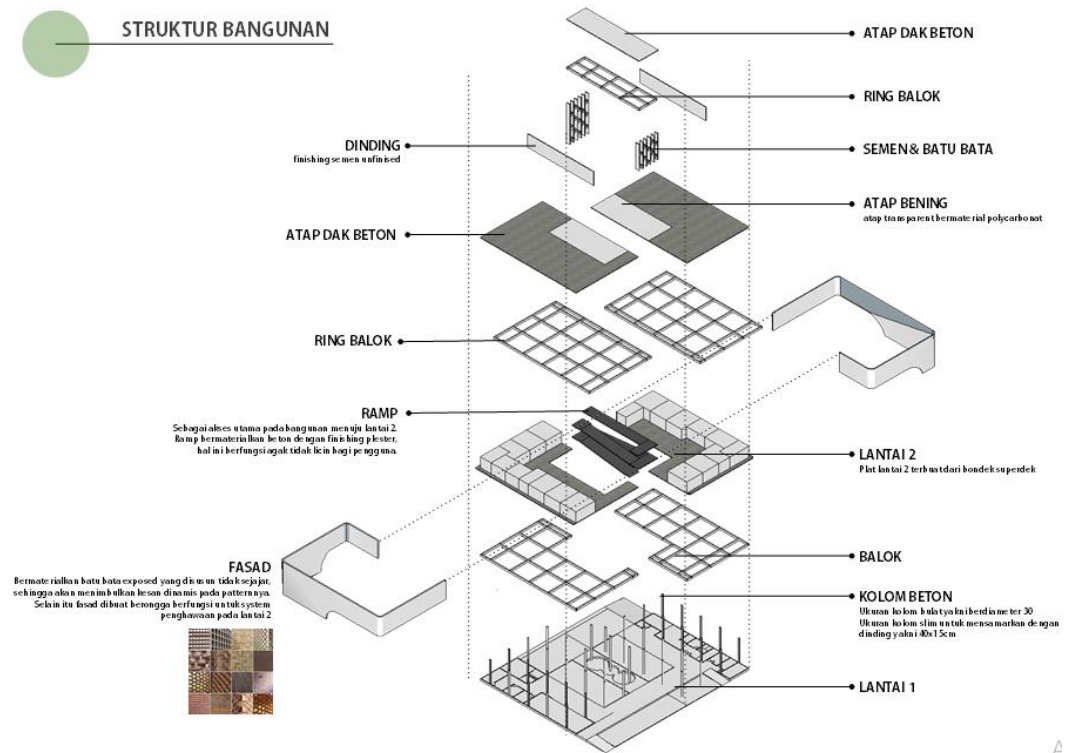 STRUKTUR BANGUNAN
ATAP DAK BETON
RING BALOK
DINDING
finishing semen unfinised
SEMEN & BATU BATA
ATAP BENING
atap transparent bermaterial polycarbonat
ATAP DAK BETON
RING BALOK
RAMP
Sebagai akses utama pada bangunan menuju lantai 2.
Ramp bermaterialkan beton dengan finishing plester,
hal ini berfungsi agak tidak licin bagi pengguna.
LANTAI 2
Plat lantai 2 terbuat dari bondek superdek
FASAD
Bermaterialkan batu bata exposed yang disusun tidak sejajar,
sehingga akan menimbulkan kesan dinamis pada patternnya.
Selain itu fasad dibuat berongga berfungsi untuk system
penghawaan pada lantai 2
BALOK
KOLOM BETON
Ukuran kolom bulat yakni berdiameter 30
Ukuran kolom slim untuk mensamarkan dengan
dinding yakni 40x15cm
LANTAI 1